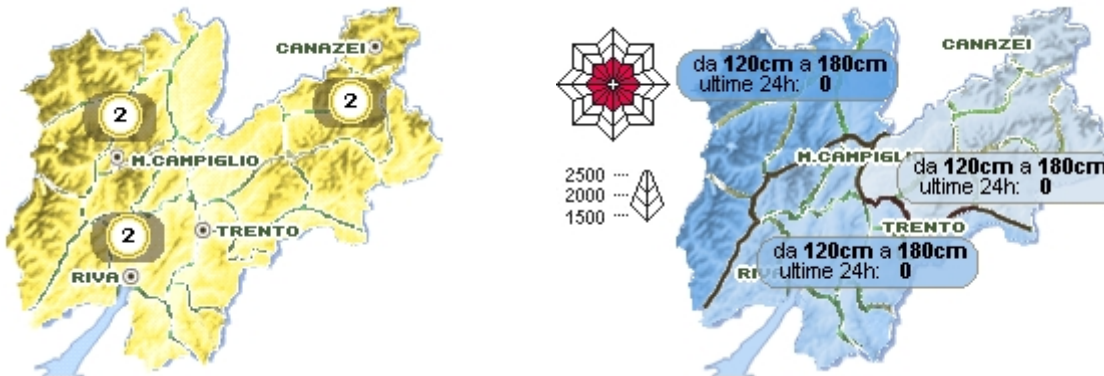 CANAZEI
2
2
M.CAMPIGLIO
2
TRENTO
RIVA
CANAZEI
da 120cm a 180cm
ultime 24h: 0
M.CAMPIGLI
2500
2000
1500
da 120cm a 180cm
ultime 24h: 0
TRENTO
da 120cm a 180cm
ultime 24h: 0
RI